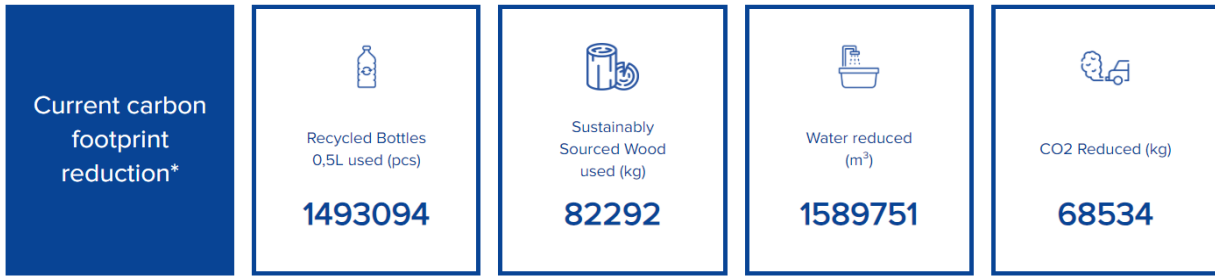 Current carbon
footprint
reduction*
Recycled Bottles
0,5L used (pcs)
1493094
Sustainably
Sourced Wood
used (kg)
82292
Water reduced
(m³)
1589751
CO2 Reduced (kg)
68534